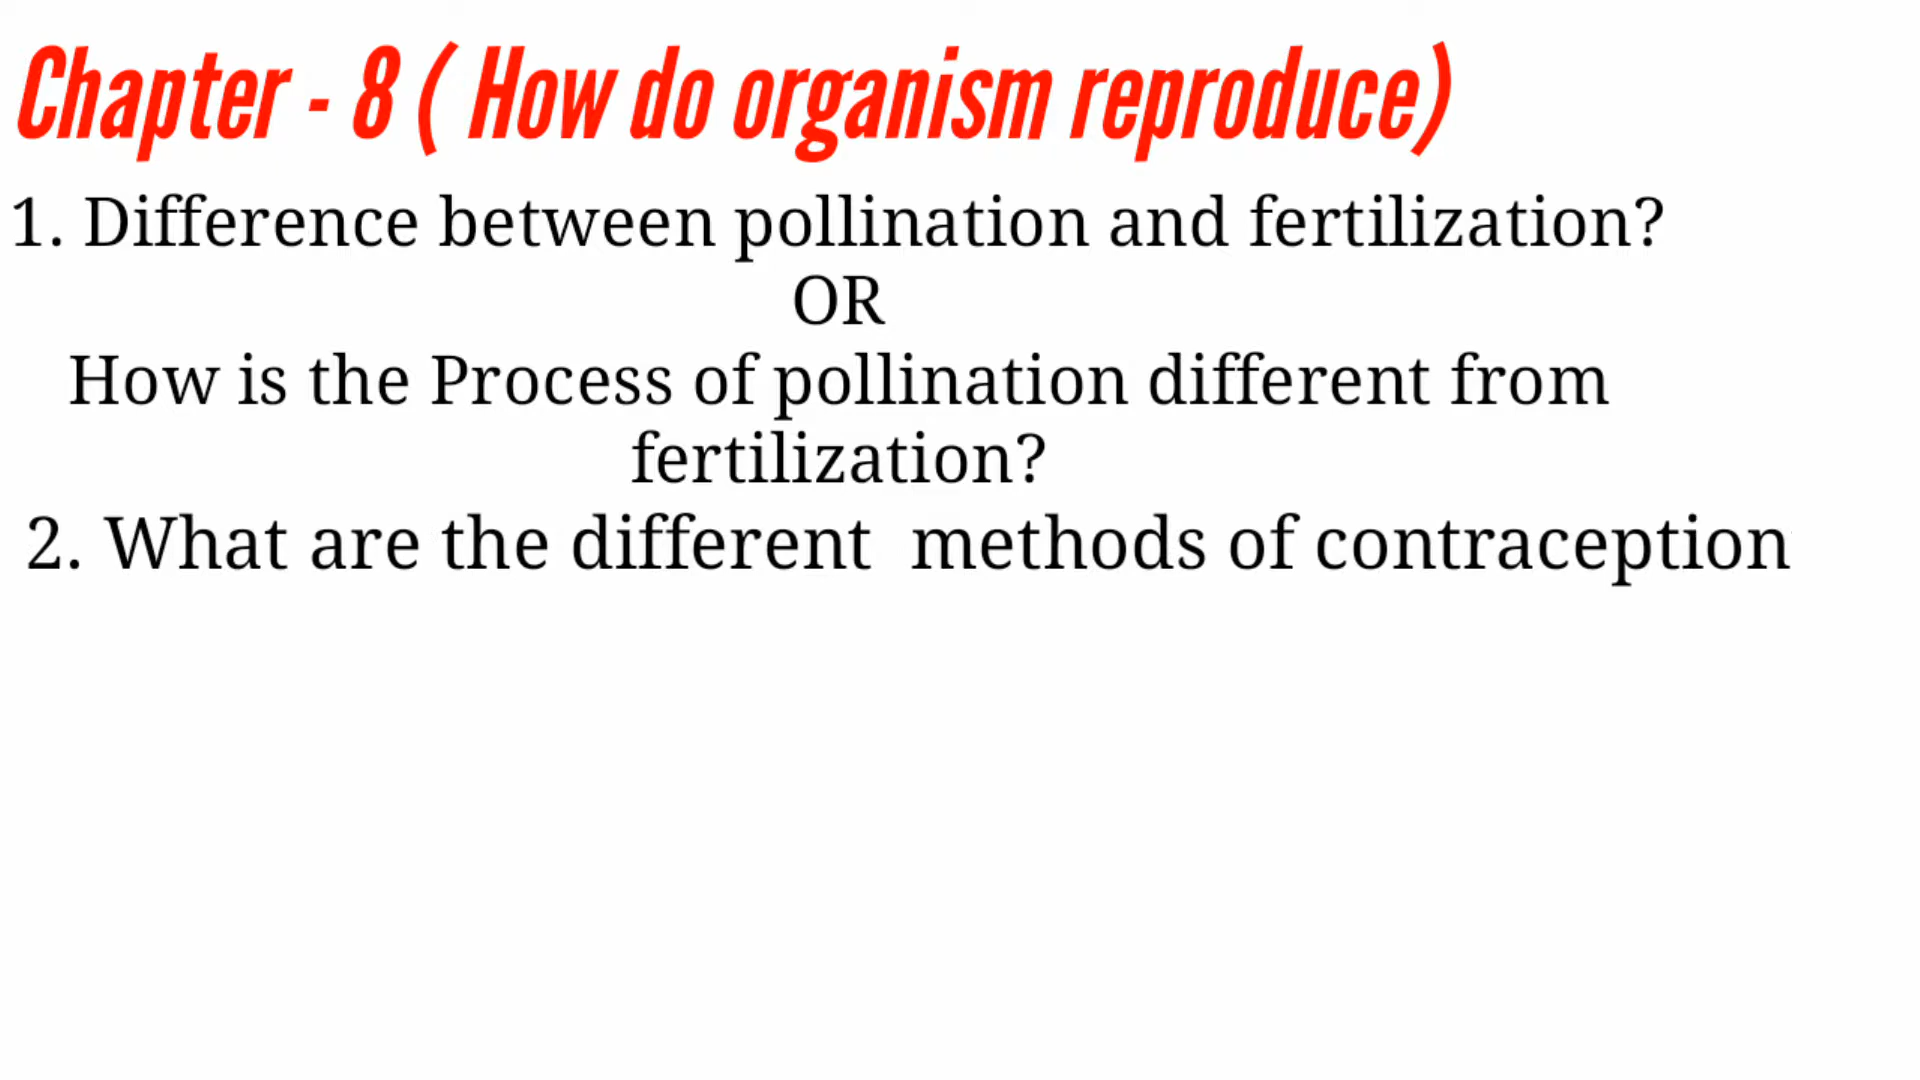 Chapter - 8 ( How do organism reproduce)
1. Difference between pollination and fertilization?
OR
How is the Process of pollination different from
fertilization?
2. What are the different  methods of contraception